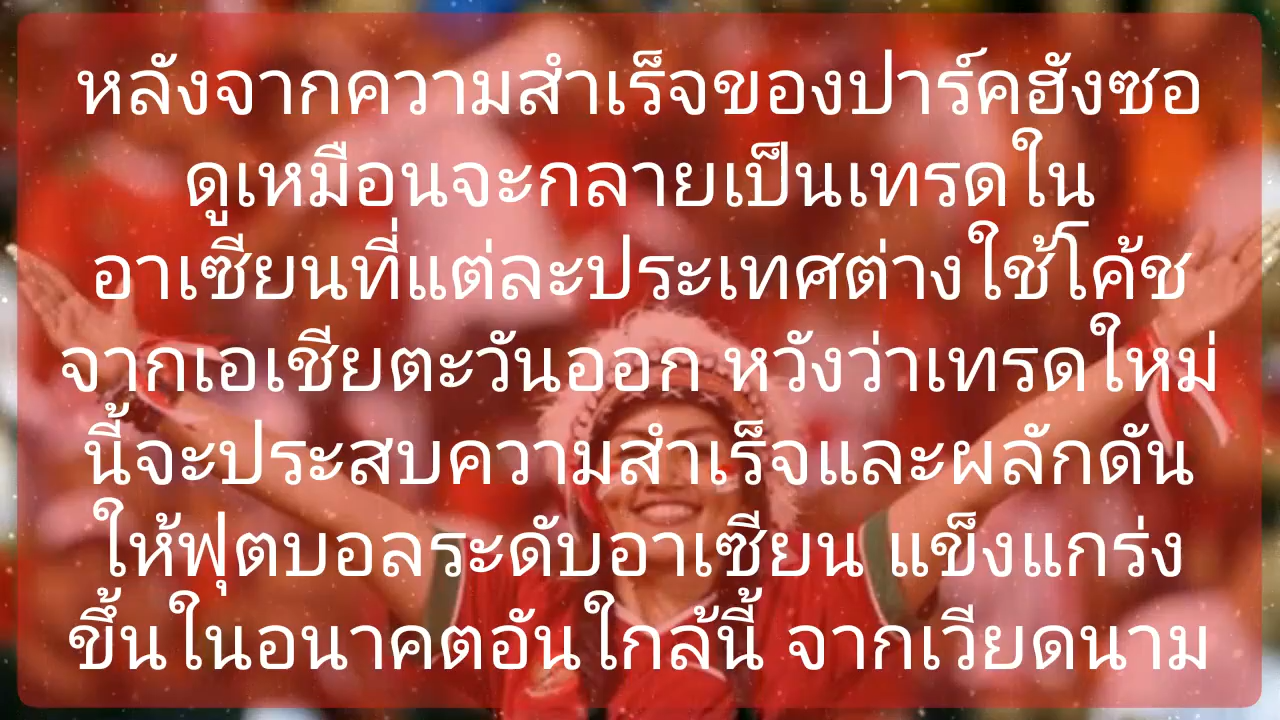 หลังจากความสำเร็จของปาร์คฮังซอ
ดูเหมือนจะกลายเป็นเทรดใน
อาเซียนที่แต่ละประเทศต่างใช้โค้ช
จากเอเชียตะวันออก หวังว่าเทรดใหม่
นี้จะประสบความสำเร็จและผลักดัน
ให้ฟุตบอลระดับอาเซียน แข็งแกร่ง
ขึ้นในอนาคตอันใกล้นี้ จากเวียดนาม